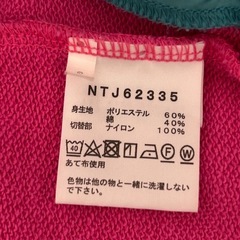 NTJ62335
身生地 ポリエステル 60%
綿 40%
切替部 ナイロン 100%
40 F W
あて布使用
色物は他の物と一緒に洗濯しない
で下さい。